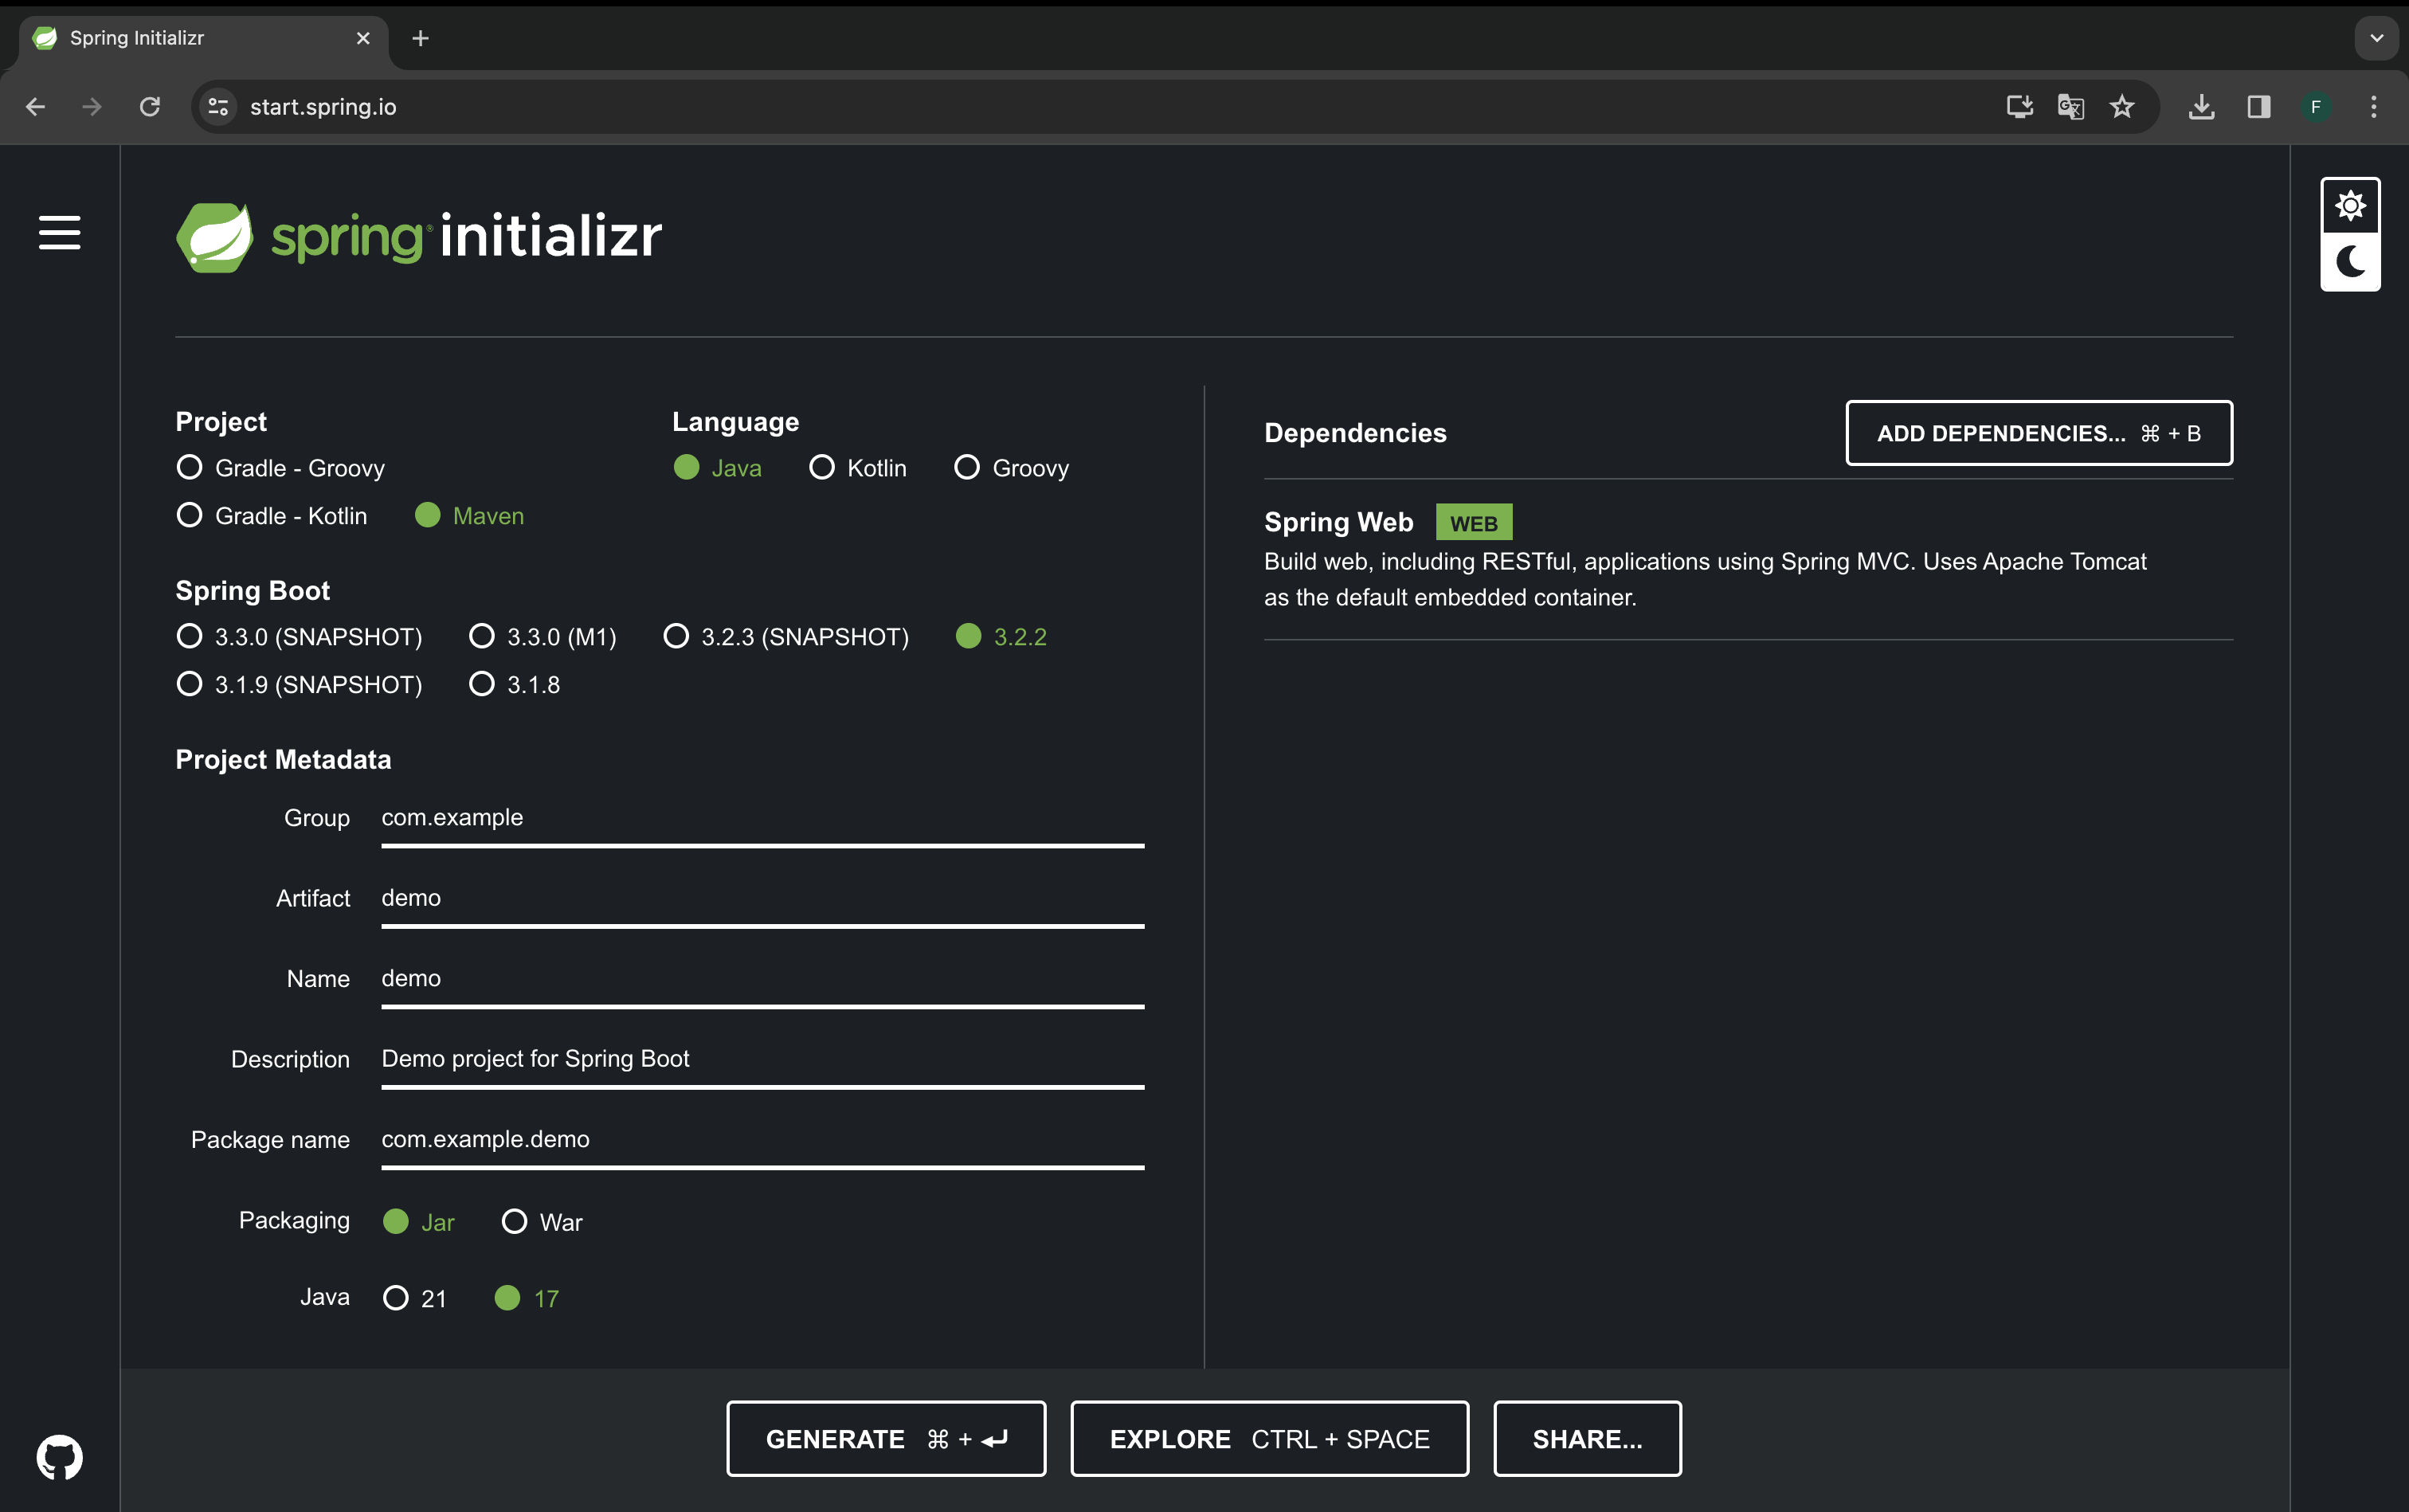 Spring Initializr
start.spring.io
F
spring initializr
Project
Gradle - Groovy
Gradle - Kotlin
Maven
Language
Java
Kotlin
Groovy
Spring Boot
3.3.0 (SNAPSHOT)
3.3.0 (M1)
3.2.3 (SNAPSHOT)
3.2.2
3.1.9 (SNAPSHOT)
3.1.8
Project Metadata
Group com.example
Artifact demo
Name demo
Description Demo project for Spring Boot
Package name com.example.demo
Packaging Jar War
Java 21 17
Dependencies
ADD DEPENDENCIES... ⌘ + B
Spring Web WEB
Build web, including RESTful, applications using Spring MVC. Uses Apache Tomcat
as the default embedded container.
GENERATE ⌘ + ⏎
EXPLORE CTRL + SPACE
SHARE...